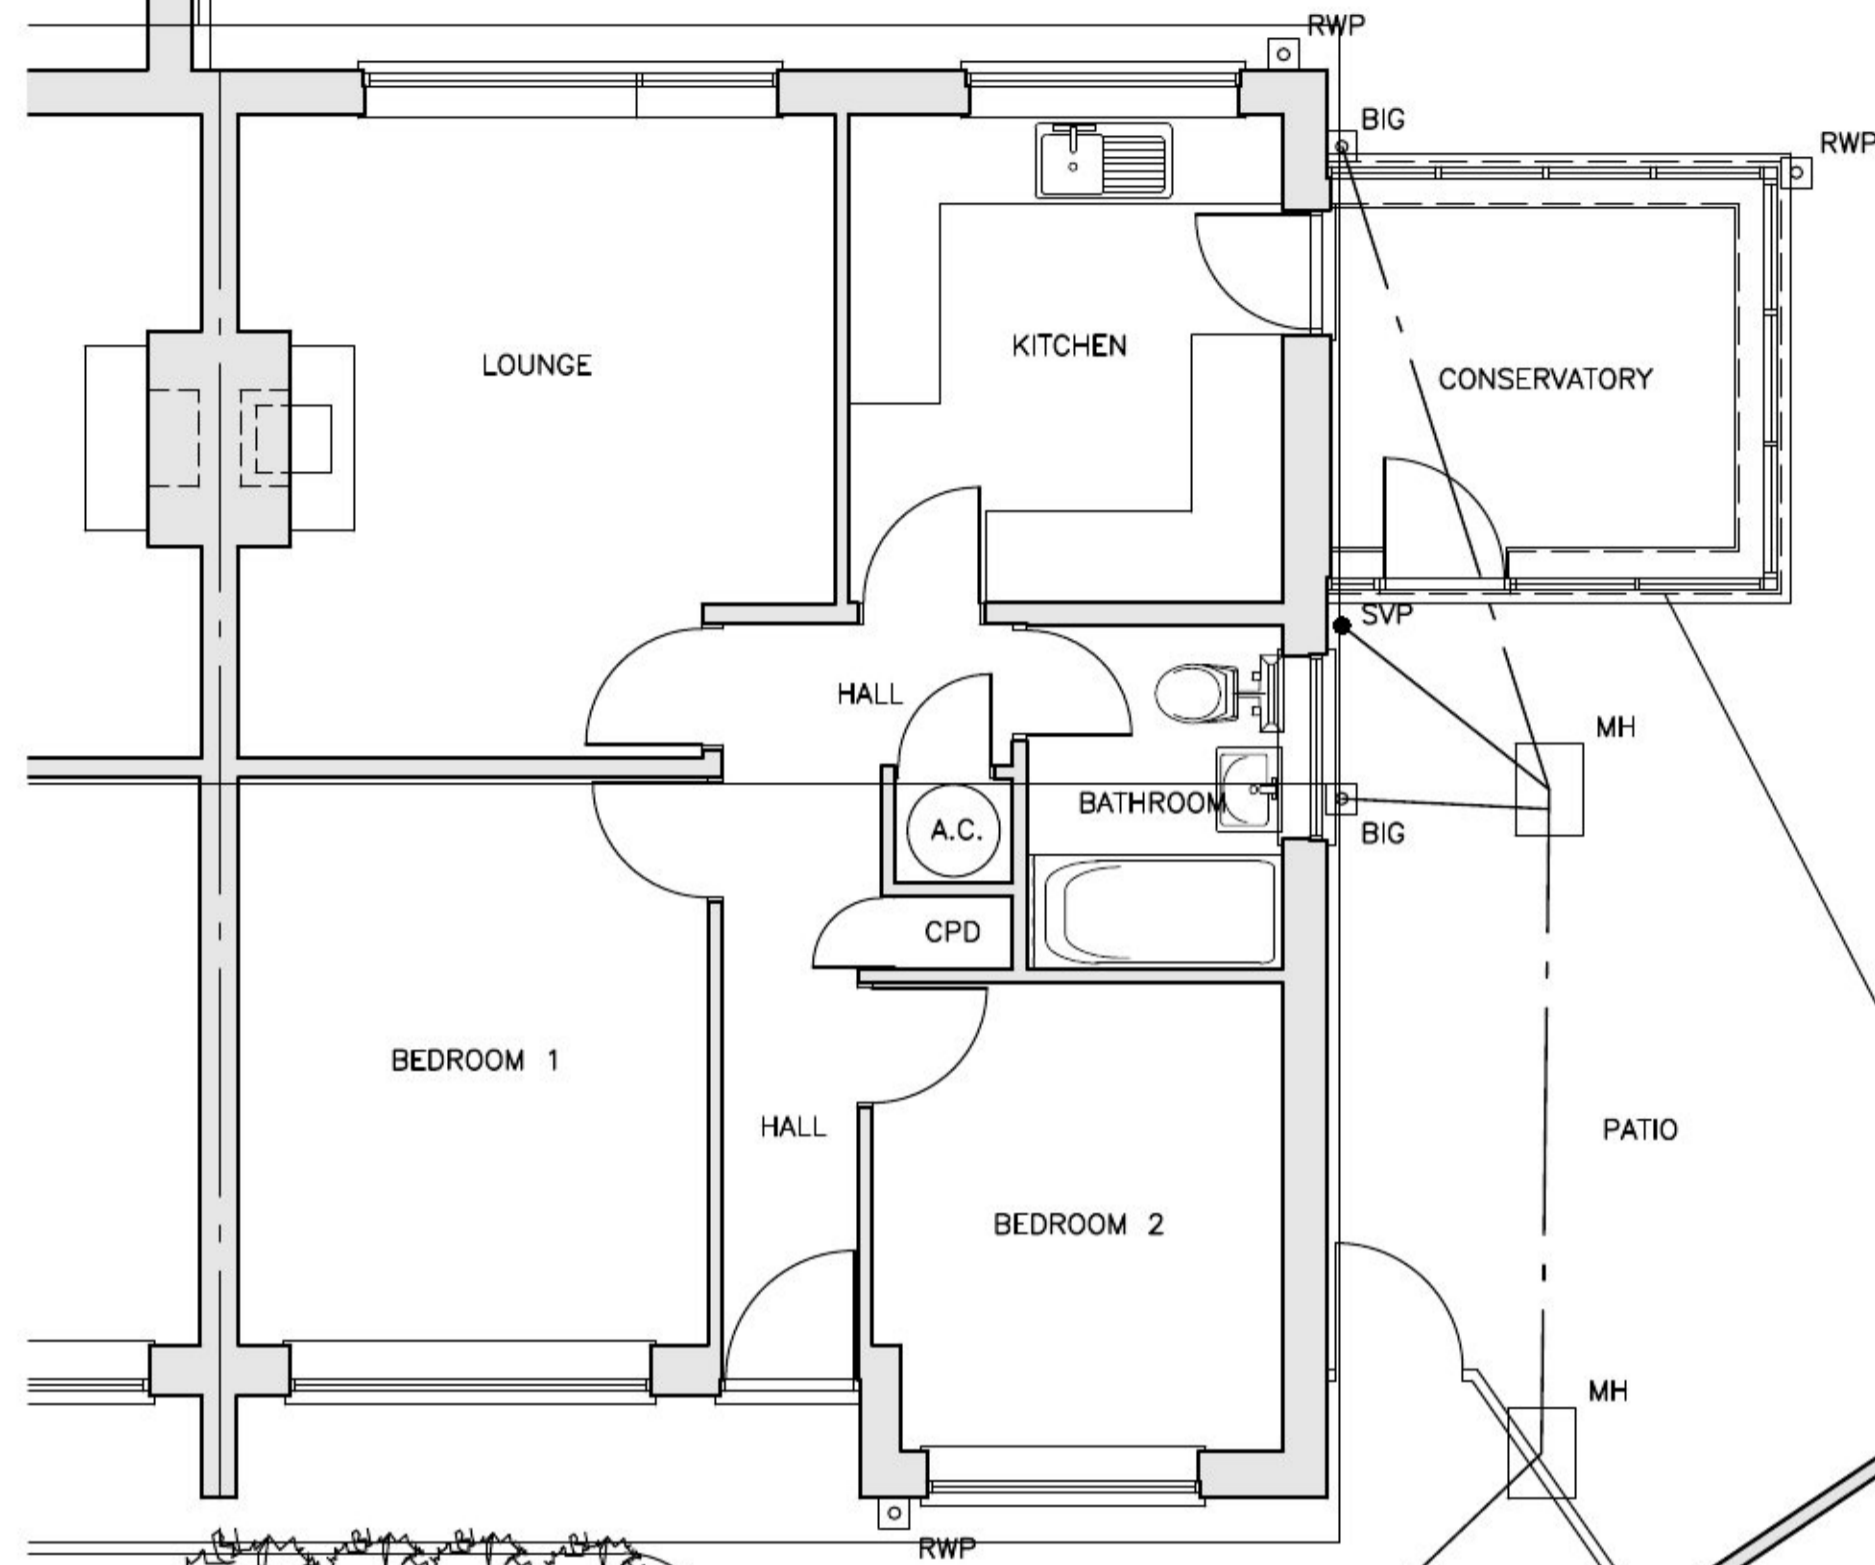 RWP
BIG
RWP
LOUNGE
KITCHEN
CONSERVATORY
SVP
HALL
MH
BATHROOM
A.C.
BIG
CPD
BEDROOM 1
HALL
PATIO
BEDROOM 2
MH
RWP